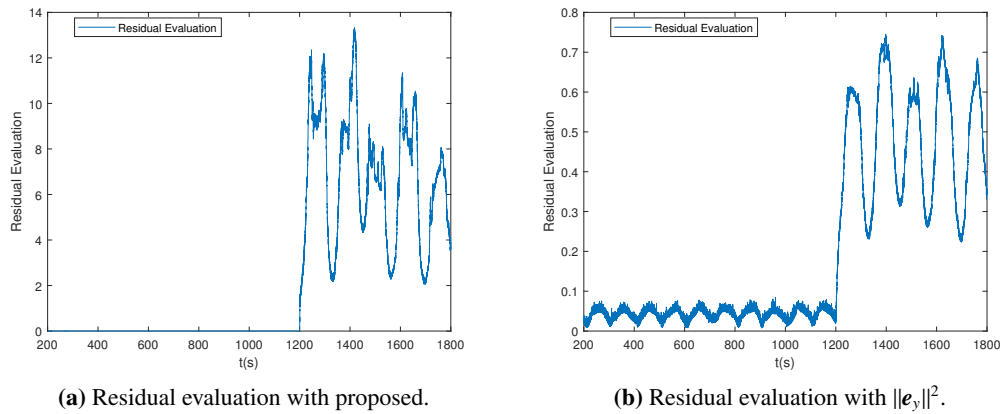 Residual Evaluation
14
12
10
8
6
4
2
0
Residual Evaluation
200 400 600 800 1000 1200 1400 1600 1800
t(s)
(a) Residual evaluation with proposed.
Residual Evaluation
0.8
0.7
0.6
0.5
0.4
0.3
0.2
0.1
0
Residual Evaluation
200 400 600 800 1000 1200 1400 1600 1800
t(s)
(b) Residual evaluation with ||e_y||².